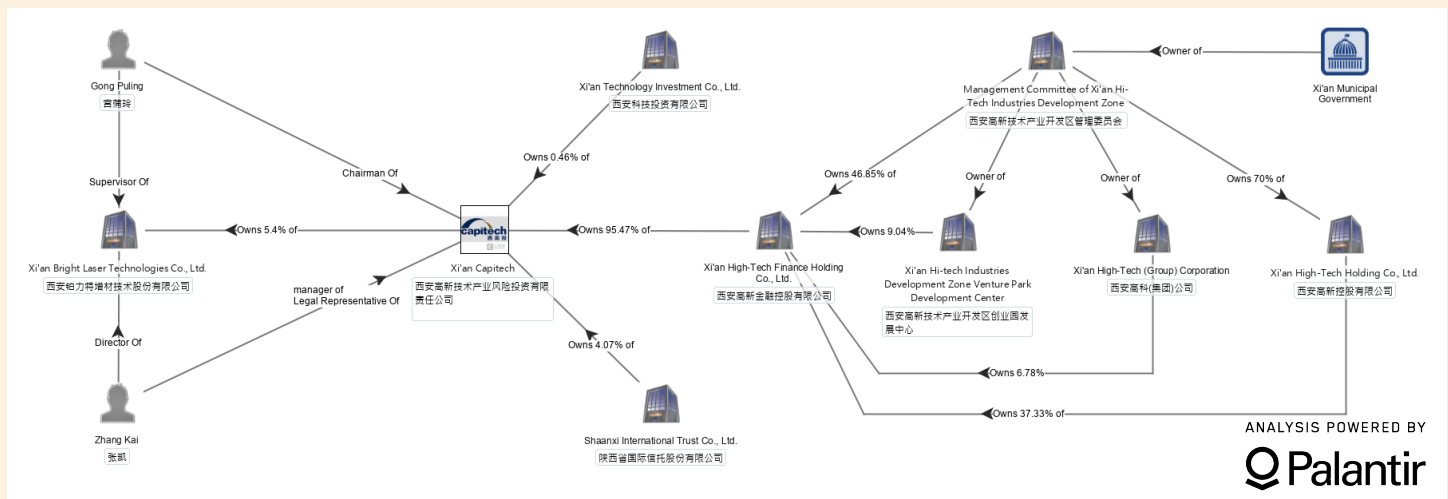 Gong Puling
宫蒲玲
Xi'an Technology Investment Co., Ltd.
西安科技投资有限公司
Management Committee of Xi'an Hi-
Tech Industries Development Zone
西安高新技术产业开发区管理委员会
Owner of
Xi'an Municipal
Government
Supervisor Of
Chairman Of
Owns 0.46% of
Owns 46.85% of
Owner of
Owner of
Owns 70% of
Owns 5.4% of
capitech
Owns 95.47% of
Owns 9.04%
Xi'an Bright Laser Technologies Co., Ltd.
西安铂力特增材技术股份有限公司
Xi'an Capitech
西安高新技术产业风险投资有限
责任公司
Xi'an High-Tech Finance Holding
Co., Ltd.
西安高新金融控股有限公司
Xi'an Hi-tech Industries
Development Zone Venture Park
Development Center
西安高新技术产业开发区创业园发
展中心
Xi'an High-Tech (Group) Corporation
西安高科(集团)公司
Xi'an High-Tech Holding Co., Ltd.
西安高新控股有限公司
manager of
Legal Representative Of
Director Of
Owns 4.07% of
Owns 6.78%
Owns 37.33% of
Zhang Kai
张凯
Shaanxi International Trust Co., Ltd.
陕西省国际信托股份有限公司
ANALYSIS POWERED BY
Palantir